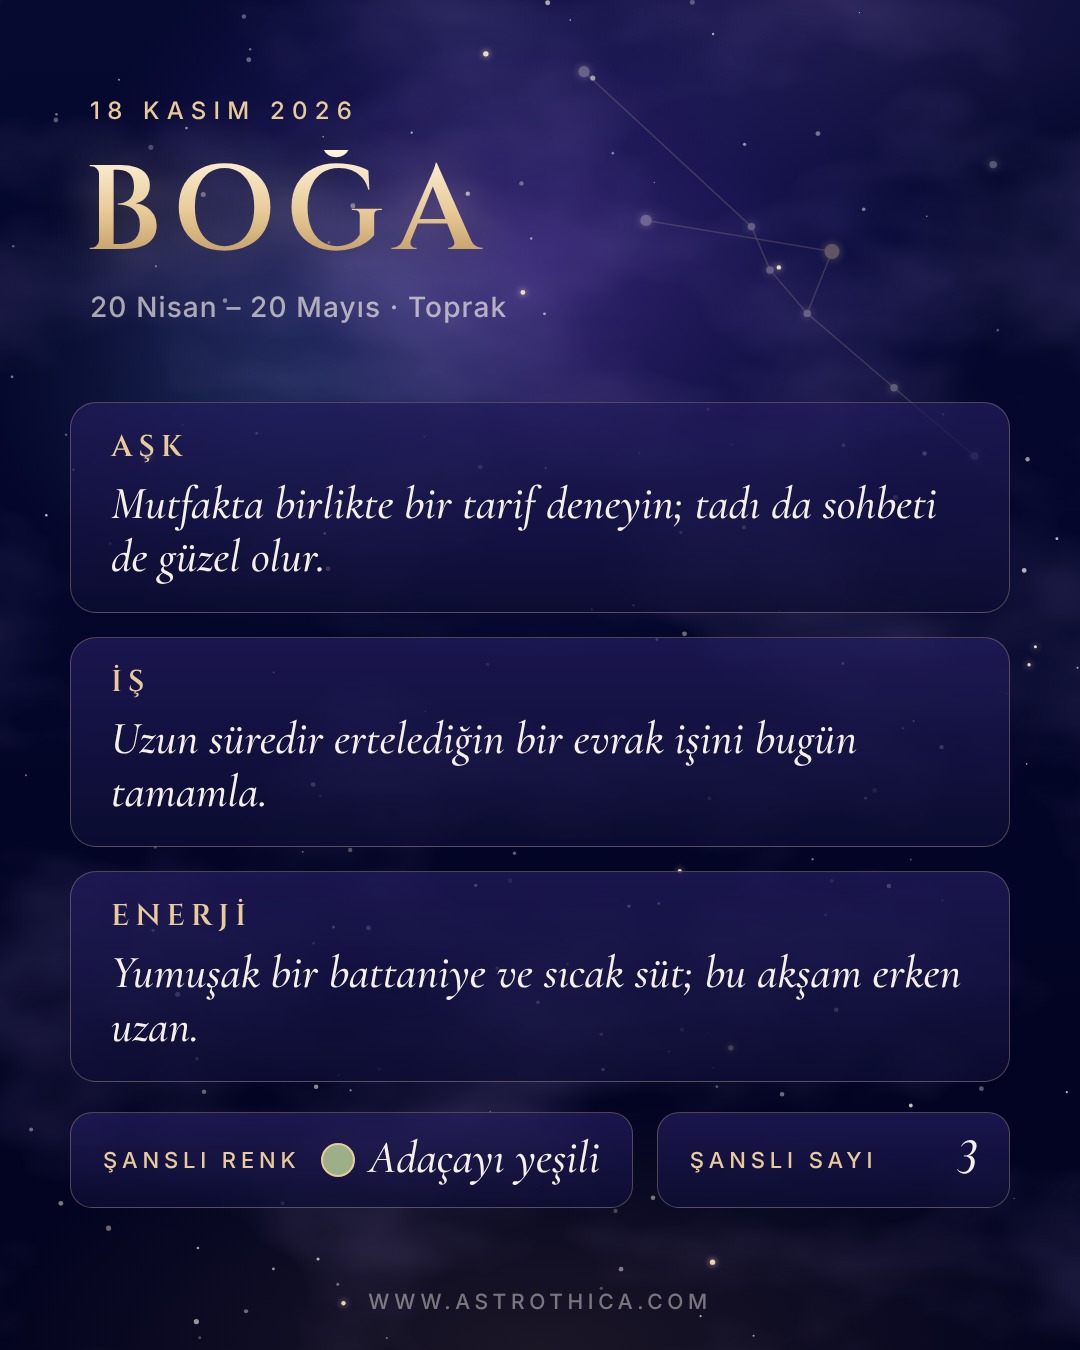 18 KASIM 2026
BOĞA
20 Nisan – 20 Mayıs · Toprak
AŞK
Mutfakta birlikte bir tarif deneyin; tadı da sohbeti
de güzel olur.
İŞ
Uzun süredir ertelediğin bir evrak işini bugün
tamamla.
ENERJİ
Yumuşak bir battaniye ve sıcak süt; bu akşam erken
uzan.
ŞANSLI RENK Adaçayı yeşili
ŞANSLI SAYI 3
WWW.ASTROTHICA.COM